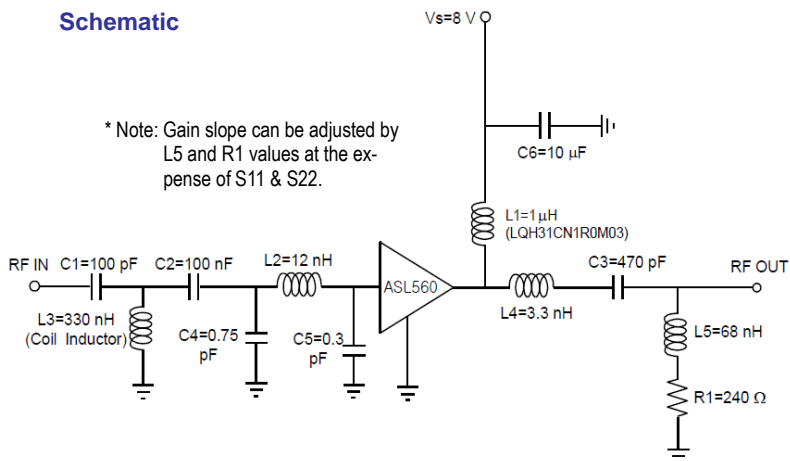 Schematic
Vs=8 V
* Note: Gain slope can be adjusted by
L5 and R1 values at the ex-
pense of S11 & S22.
C6=10 μF
L1=1 μH
(LQH31CN1R0M03)
RF IN
C1=100 pF
C2=100 nF
L2=12 nH
ASL560
C3=470 pF
RF OUT
L3=330 nH
(Coil Inductor)
C4=0.75
pF
C5=0.3
pF
L4=3.3 nH
L5=68 nH
R1=240 Ω